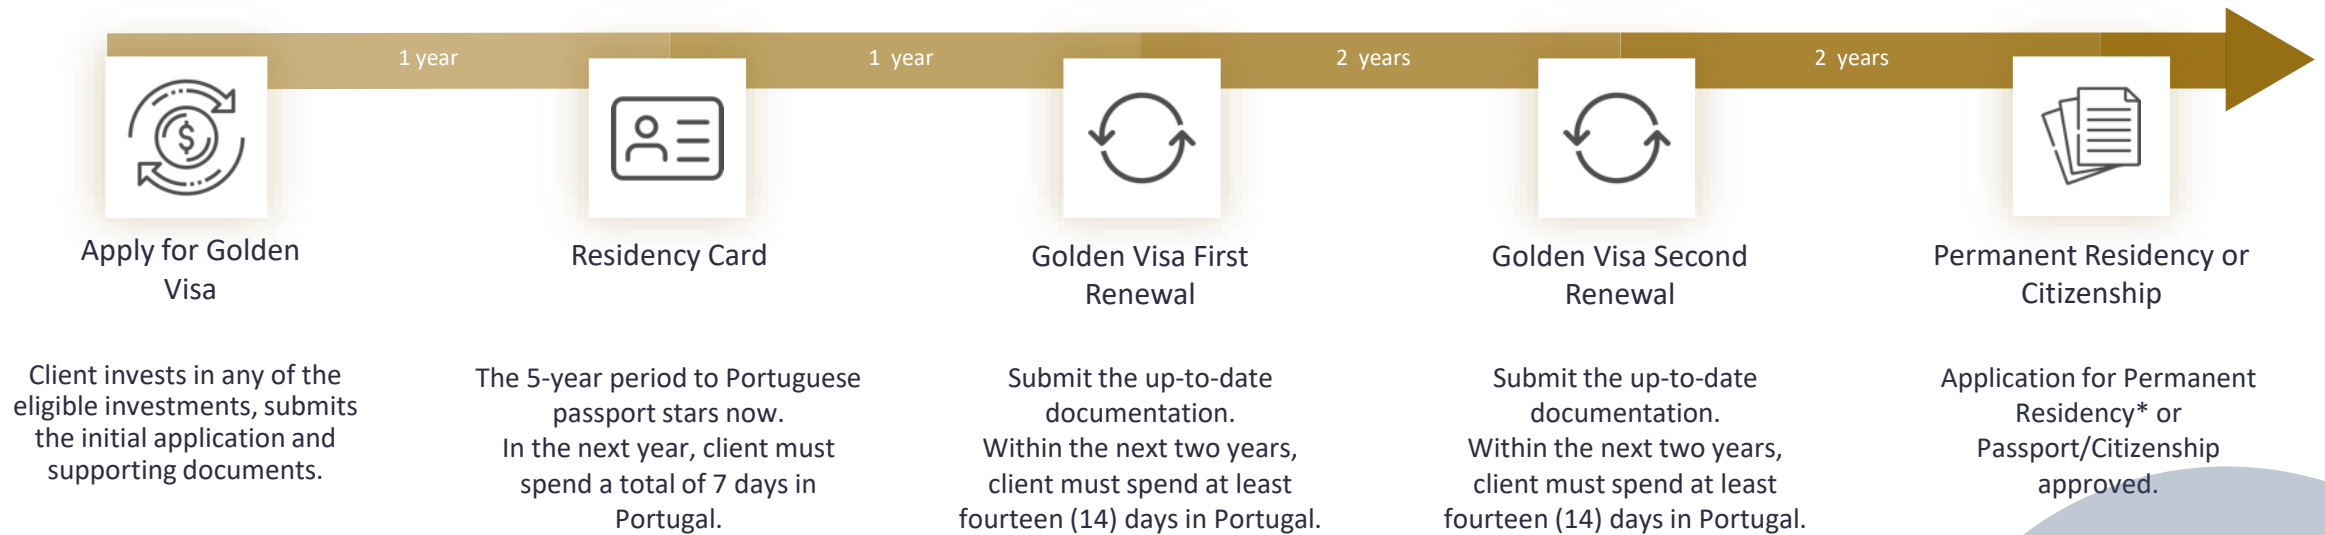 1 year
1 year
2 years
2 years
$
Apply for Golden
Visa
Client invests in any of the
eligible investments, submits
the initial application and
supporting documents.
Residency Card
The 5-year period to Portuguese
passport stars now.
In the next year, client must
spend a total of 7 days in
Portugal.
Golden Visa First
Renewal
Submit the up-to-date
documentation.
Within the next two years,
client must spend at least
fourteen (14) days in Portugal.
Golden Visa Second
Renewal
Submit the up-to-date
documentation.
Within the next two years,
client must spend at least
fourteen (14) days in Portugal.
Permanent Residency or
Citizenship
Application for Permanent
Residency* or
Passport/Citizenship
approved.